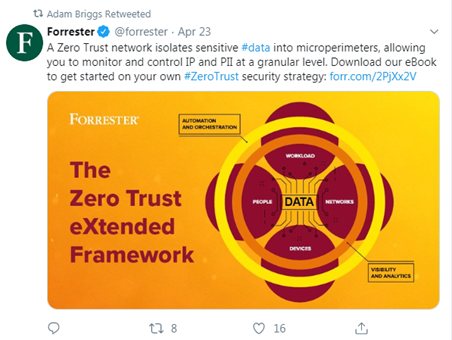 Adam Briggs Retweeted
Forrester @forrester · Apr 23
A Zero Trust network isolates sensitive #data into microperimeters, allowing
you to monitor and control IP and PII at a granular level. Download our eBook
to get started on your own #ZeroTrust security strategy: forr.com/2PjXx2V
FORRESTER®
The
Zero Trust
eXtended
Framework
AUTOMATION
AND ORCHESTRATION
WORKLOAD
PEOPLE
DATA
NETWORKS
DEVICES
VISIBILITY
AND ANALYTICS
8
16